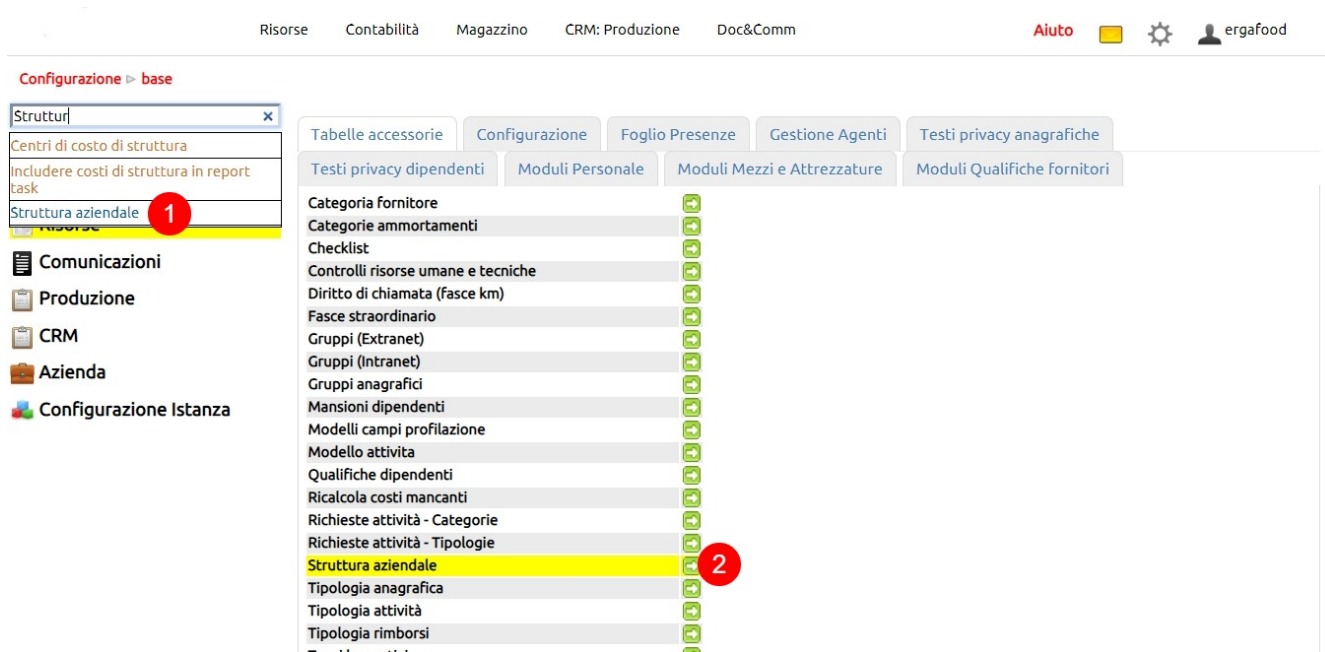 Risorse Contabilità Magazzino CRM: Produzione Doc&Comm Aiuto ergafood
Configurazione ▷ base
Struttur ×
Centri di costo di struttura
Includere costi di struttura in report
task
Struttura aziendale 1
Risorse
Comunicazioni
Produzione
CRM
Azienda
Configurazione Istanza
Tabelle accessorie Configurazione Foglio Presenze Gestione Agenti Testi privacy anagrafiche
Testi privacy dipendenti Moduli Personale Moduli Mezzi e Attrezzature Moduli Qualifiche fornitori
Categoria fornitore
Categorie ammortamenti
Checklist
Controlli risorse umane e tecniche
Diritto di chiamata (fasce km)
Fasce straordinario
Gruppi (Extranet)
Gruppi (Intranet)
Gruppi anagrafici
Mansioni dipendenti
Modelli campi profilazione
Modello attivita
Qualifiche dipendenti
Ricalcola costi mancanti
Richieste attività - Categorie
Richieste attività - Tipologie
Struttura aziendale 2
Tipologia anagrafica
Tipologia attività
Tipologia rimborsi